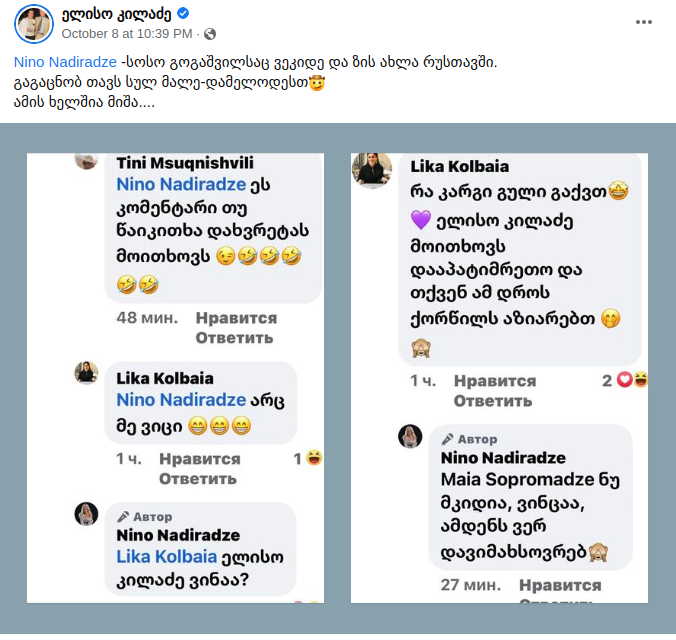 ელისო კილაძე
October 8 at 10:39 PM ·
Nino Nadiradze -სოსო გოგაშვილსაც ვეკიდე და ზის ახლა რუსთავში.
გაგაცნობ თავს სულ მალე-დამელოდესთ🤠
ამის ხელშია მიშა....
Tini Msuqnishvili
Nino Nadiradze ეს
კომენტარი თუ
წაიკითხა დახვრეტას
მოითხოვს 😉🤣🤣🤣
🤣🤣
48 мин. Нравится
Ответить
Lika Kolbaia
Nino Nadiradze არც
მე ვიცი 😁😁😁
1 ч. Нравится 1
Ответить
Автор
Nino Nadiradze
Lika Kolbaia ელისო
კილაძე ვინაა?
Lika Kolbaia
რა კარგი გული გაქვთ🤩
💜 ელისო კილაძე
მოითხოვს
დააპატიმრეთო და
თქვენ ამ დროს
ქორწილს აზიარებთ 🤭
🙈
1 ч. Нравится 2
Ответить
Автор
Nino Nadiradze
Maia Sopromadze ნუ
მკიდია, ვინცაა,
ამდენს ვერ
დავიმახსოვრებ🙈
27 мин. Нравится